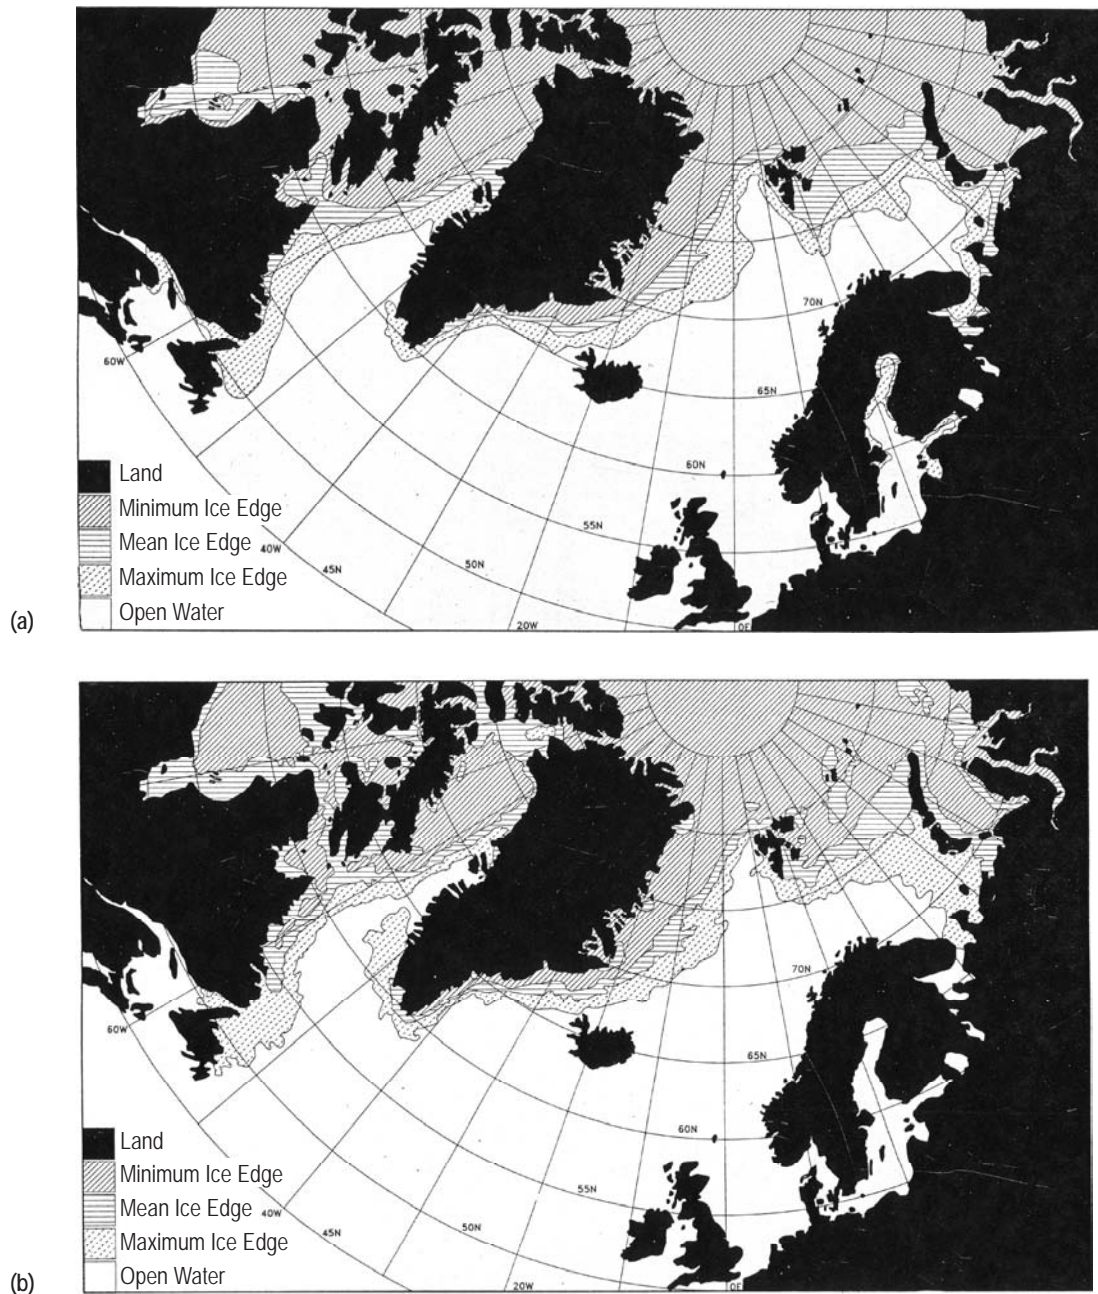 70N
60W
65N
60N
Land
Minimum Ice Edge
Mean Ice Edge
40W
55N
Maximum Ice Edge
45N
50N
Open Water
(a)
20W
0E
70N
60W
65N
60N
Land
Minimum Ice Edge
Mean Ice Edge
40W
55N
Maximum Ice Edge
45N
50N
Open Water
(b)
20W
0E